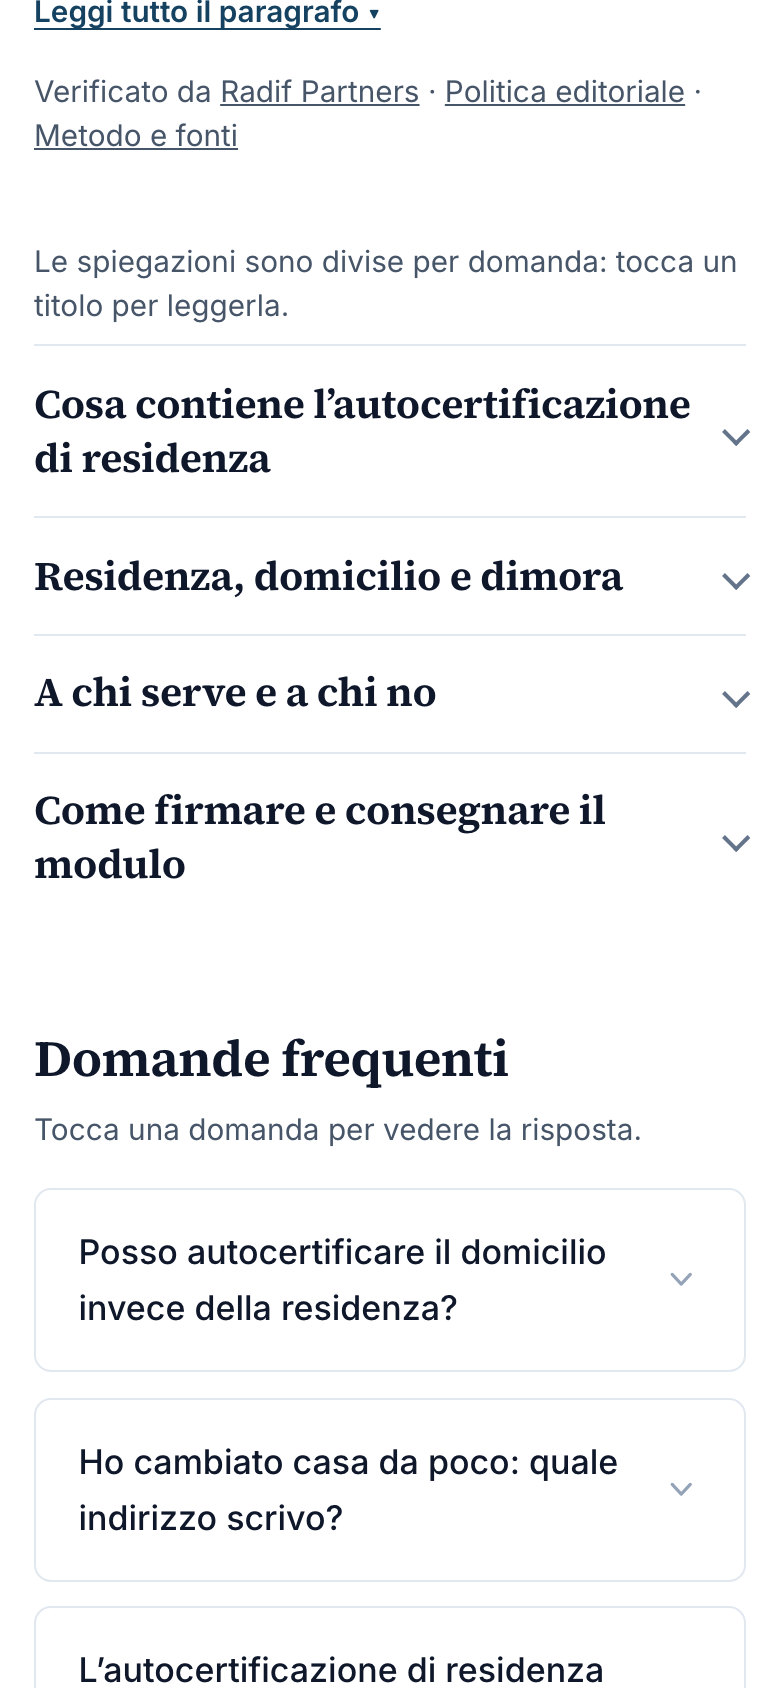 Leggi tutto il paragrafo ▾
Verificato da Radif Partners · Politica editoriale ·
Metodo e fonti
Le spiegazioni sono divise per domanda: tocca un
titolo per leggerla.
Cosa contiene l’autocertificazione
di residenza
Residenza, domicilio e dimora
A chi serve e a chi no
Come firmare e consegnare il
modulo
Domande frequenti
Tocca una domanda per vedere la risposta.
Posso autocertificare il domicilio
invece della residenza?
Ho cambiato casa da poco: quale
indirizzo scrivo?
L’autocertificazione di residenza